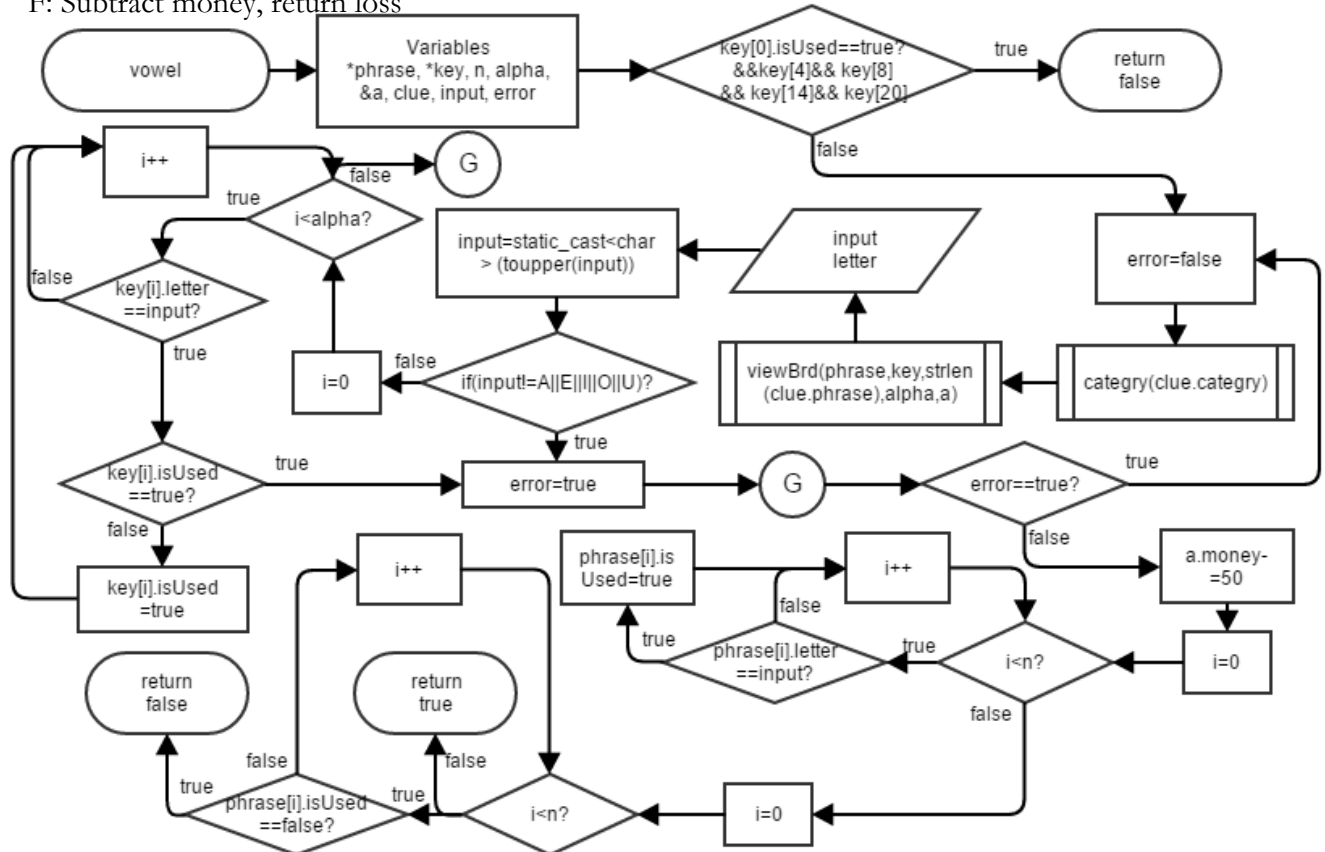 F: Subtract money, return loss
vowel
Variables
*phrase, *key, n, alpha,
&a, clue, input, error
key[0].isUsed==true?
&&key[4]&& key[8]
&& key[14]&& key[20]
true
return
false
false
i++
false
G
true
i<alpha?
input=static_cast<char
> (toupper(input))
input
letter
error=false
false
key[i].letter
==input?
true
i=0
false
if(input!=A||E||I||O||U)?
viewBrd(phrase,key,strlen
(clue.phrase),alpha,a)
categry(clue.categry)
true
key[i].isUsed
==true?
true
error=true
G
error==true?
true
false
key[i].isUsed
=true
i++
phrase[i].is
Used=true
i++
false
a.money-
=50
false
true
phrase[i].letter
==input?
true
i<n?
i=0
return
false
return
true
false
false
false
true
phrase[i].isUsed
==false?
true
i<n?
i=0